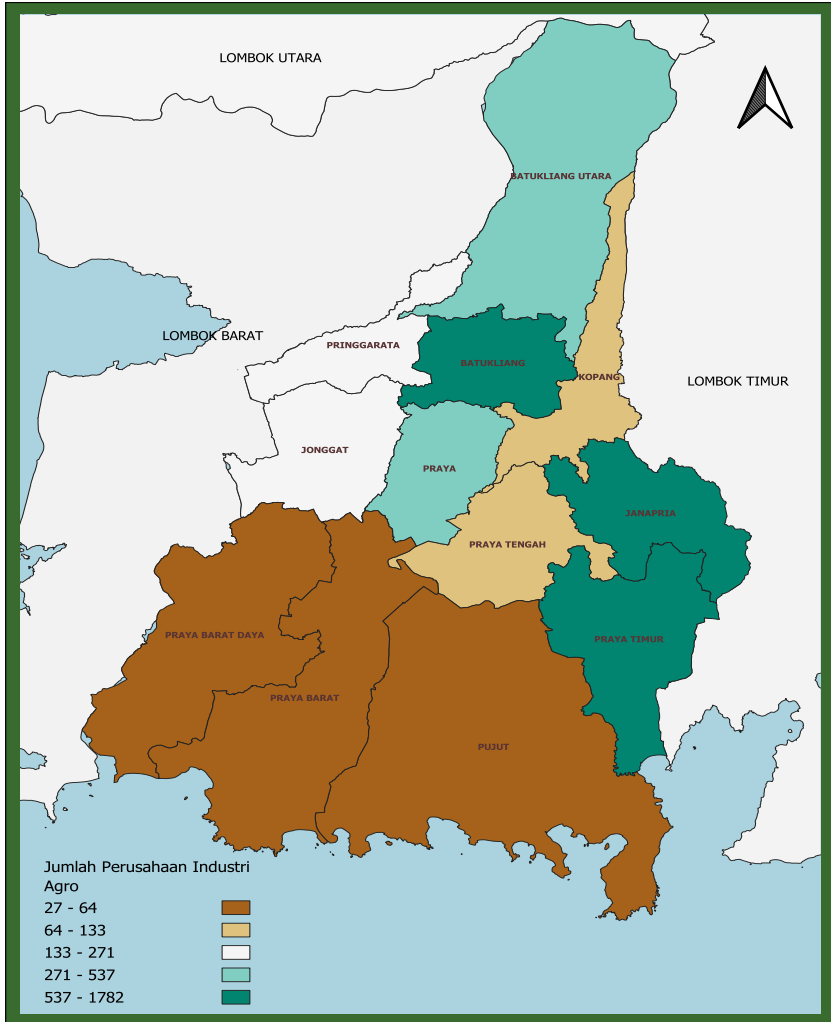 LOMBOK UTARA
BATUKLIANG UTARA
LOMBOK BARAT
PRINGGARATA
BATUKLIANG
KOPANG
LOMBOK TIMUR
JONGGAT
PRAYA
JANAPRIA
PRAYA TENGAH
PRAYA BARAT DAYA
PRAYA TIMUR
PRAYA BARAT
PUJUT
Jumlah Perusahaan Industri
Agro
27 - 64
64 - 133
133 - 271
271 - 537
537 - 1782